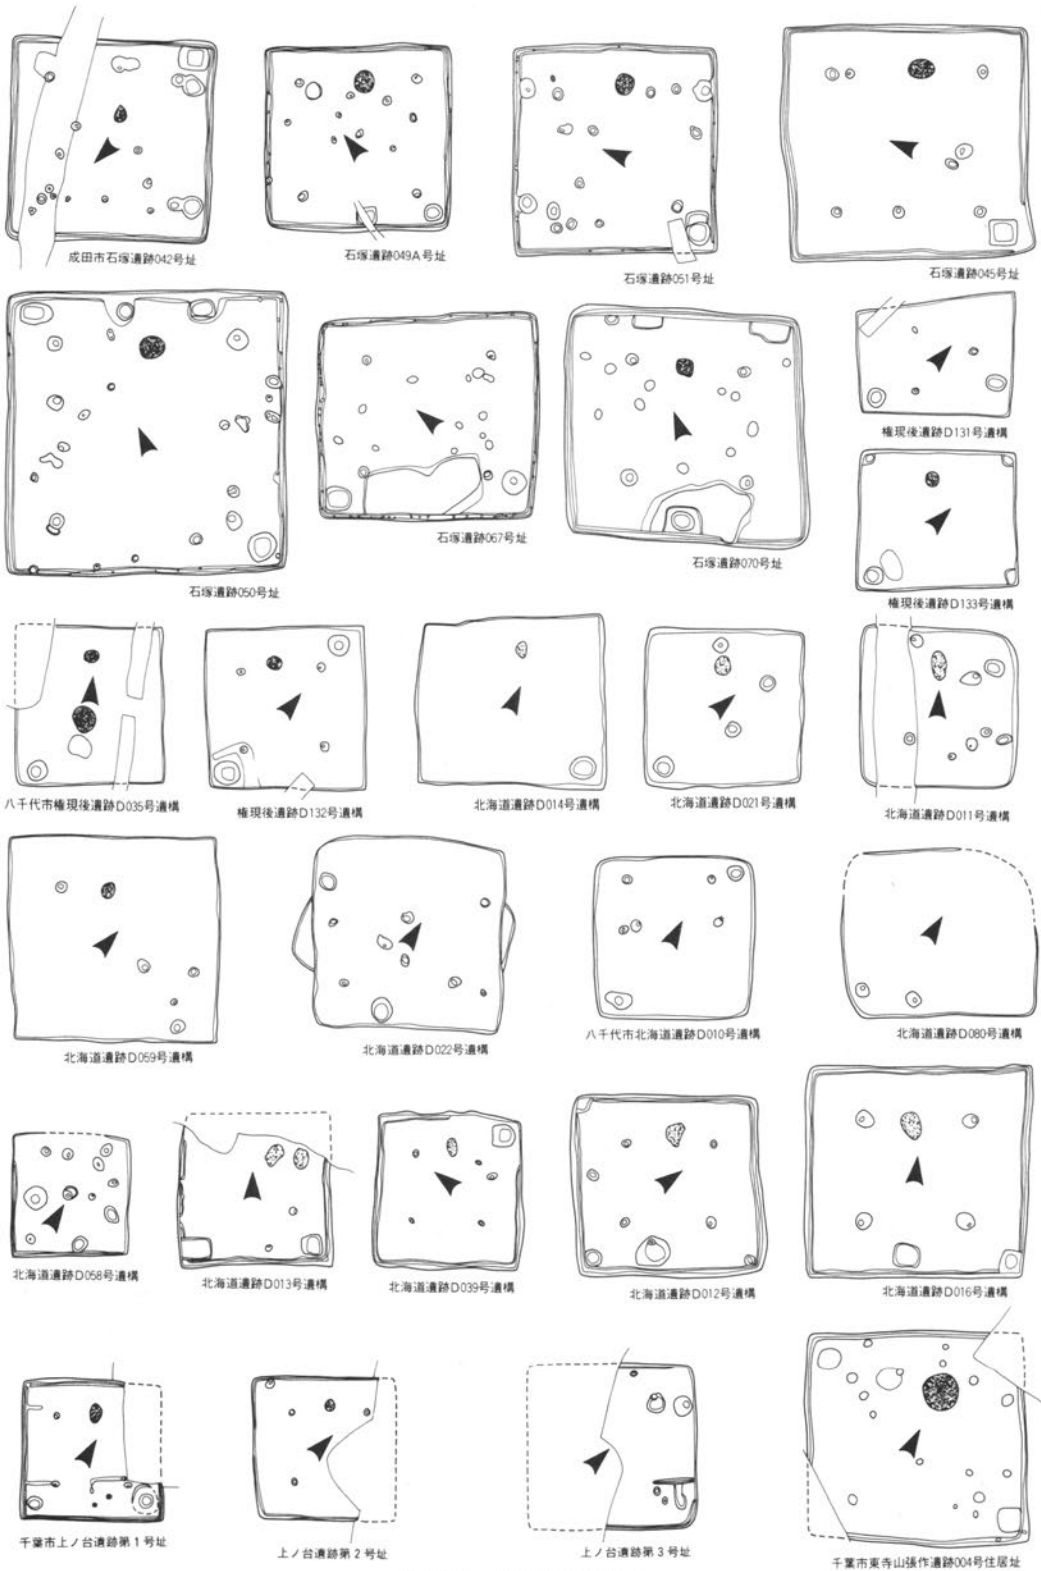 成田市石塚遺跡042号址
石塚遺跡049A号址
石塚遺跡051号址
石塚遺跡045号址
石塚遺跡050号址
石塚遺跡067号址
石塚遺跡070号址
権現後遺跡D131号遺構
権現後遺跡D133号遺構
八千代市権現後遺跡D035号遺構
権現後遺跡D132号遺構
北海道遺跡D014号遺構
北海道遺跡D021号遺構
北海道遺跡D011号遺構
北海道遺跡D059号遺構
北海道遺跡D022号遺構
八千代市北海道遺跡D010号遺構
北海道遺跡D080号遺構
北海道遺跡D058号遺構
北海道遺跡D013号遺構
北海道遺跡D039号遺構
北海道遺跡D012号遺構
北海道遺跡D016号遺構
千葉市上ノ台遺跡第1号址
上ノ台遺跡第2号址
上ノ台遺跡第3号址
千葉市東寺山張作遺跡004号住居址